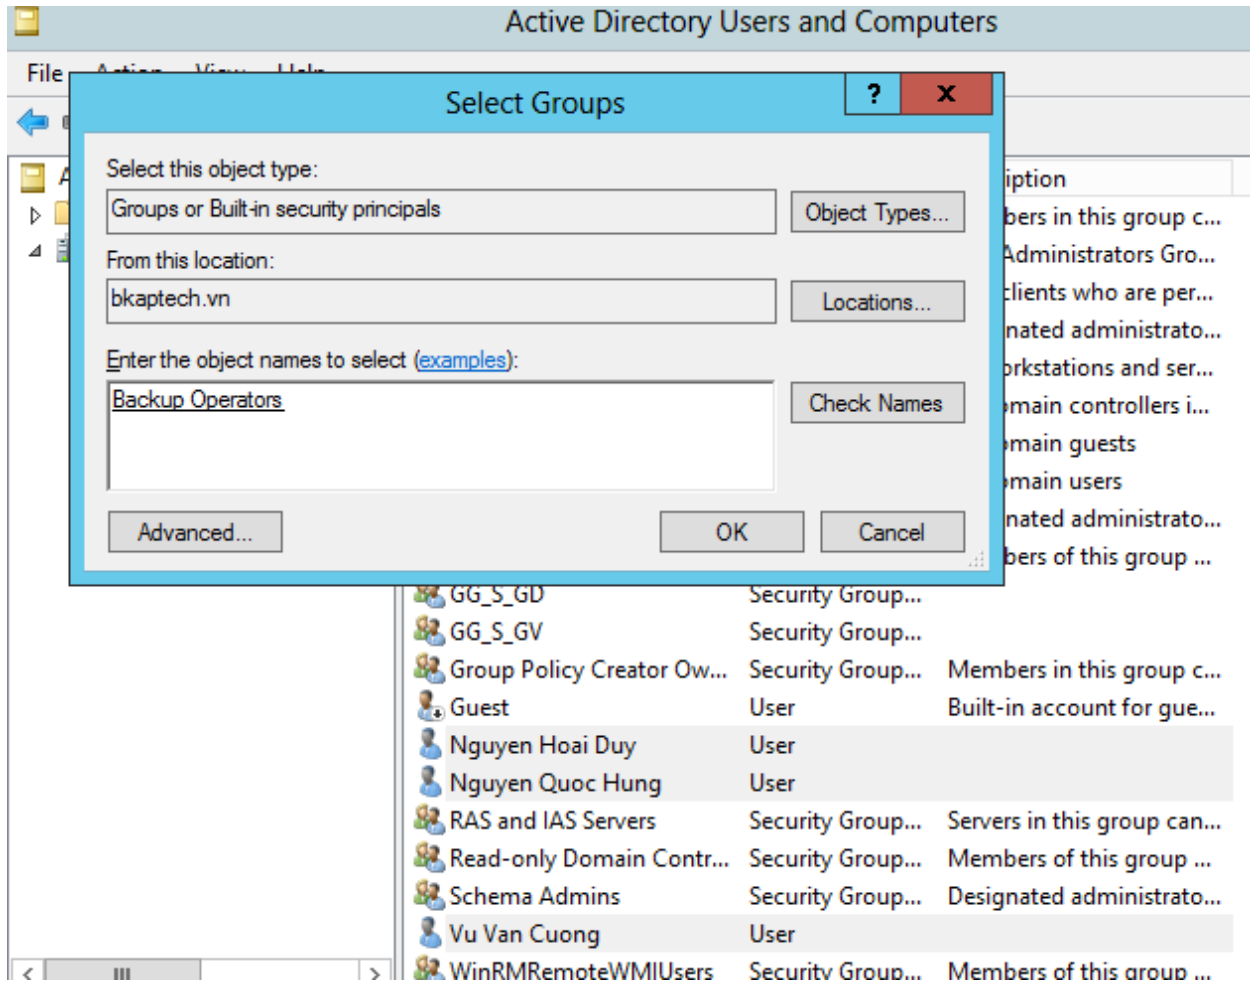 Active Directory Users and Computers
File Action View Help
Select Groups
?
x
Select this object type:
Groups or Built-in security principals
Object Types...
From this location:
bkaptech.vn
Locations...
Enter the object names to select (examples):
Backup Operators
Check Names
Advanced...
OK
Cancel
A
iption
bers in this group c...
Administrators Gro...
clients who are per...
nated administrato...
orkstations and ser...
omain controllers i...
omain guests
omain users
nated administrato...
bers of this group ...
GG_S_GD Security Group...
GG_S_GV Security Group...
Group Policy Creator Ow... Security Group... Members in this group c...
Guest User Built-in account for gue...
Nguyen Hoai Duy User
Nguyen Quoc Hung User
RAS and IAS Servers Security Group... Servers in this group can...
Read-only Domain Contr... Security Group... Members of this group ...
Schema Admins Security Group... Designated administrato...
Vu Van Cuong User
WinRMRemoteWMIUsers Security Group... Members of this group ...